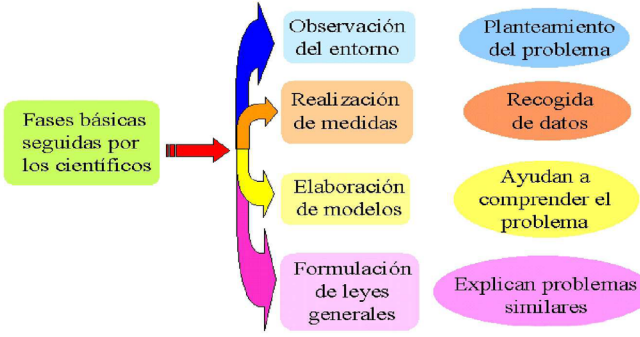 Fases básicas
seguidas por
los científicos
Observación
del entorno
Planteamiento
del problema
Realización
de medidas
Recogida
de datos
Elaboración
de modelos
Ayudan a
comprender el
problema
Formulación
de leyes
generales
Explican problemas
similares